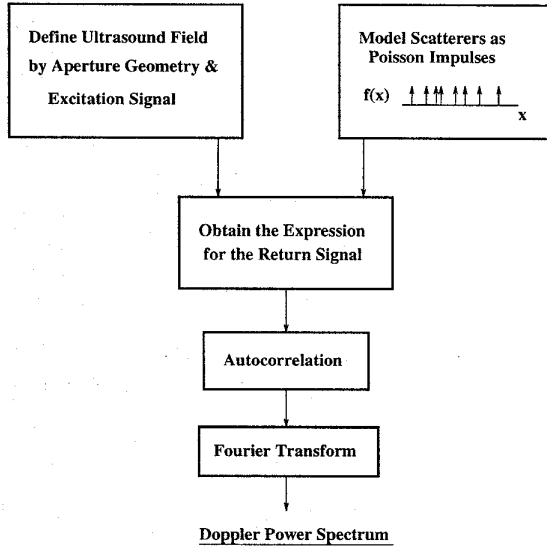 Define Ultrasound Field
by Aperture Geometry &
Excitation Signal
Model Scatterers as
Poisson Impulses
f(x)
x
Obtain the Expression
for the Return Signal
Autocorrelation
Fourier Transform
Doppler Power Spectrum